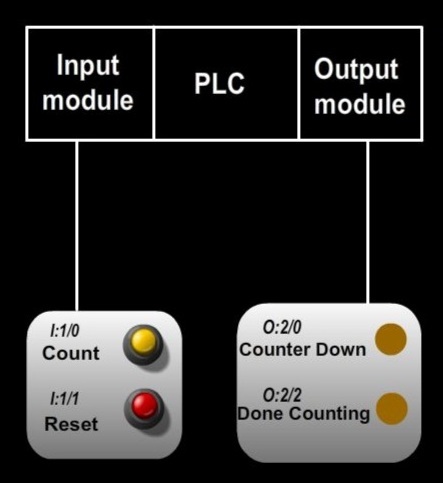 Input
module
PLC
Output
module
I:1/0
Count
I:1/1
Reset
O:2/0
Counter Down
O:2/2
Done Counting